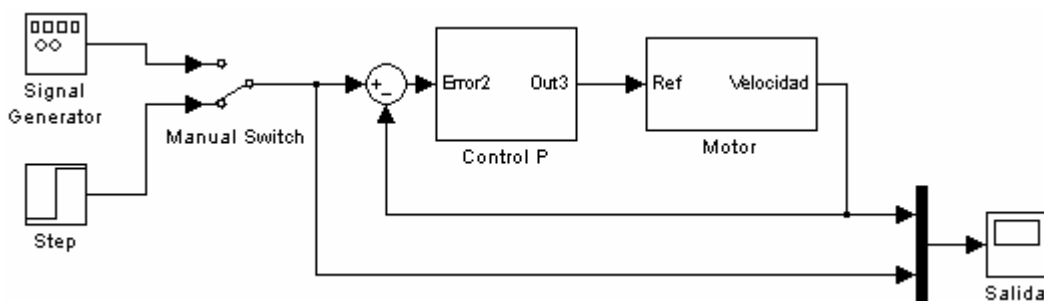 Signal
Generator
Manual Switch
Step
+
-
Error2
Out3
Control P
Ref
Velocidad
Motor
Salida